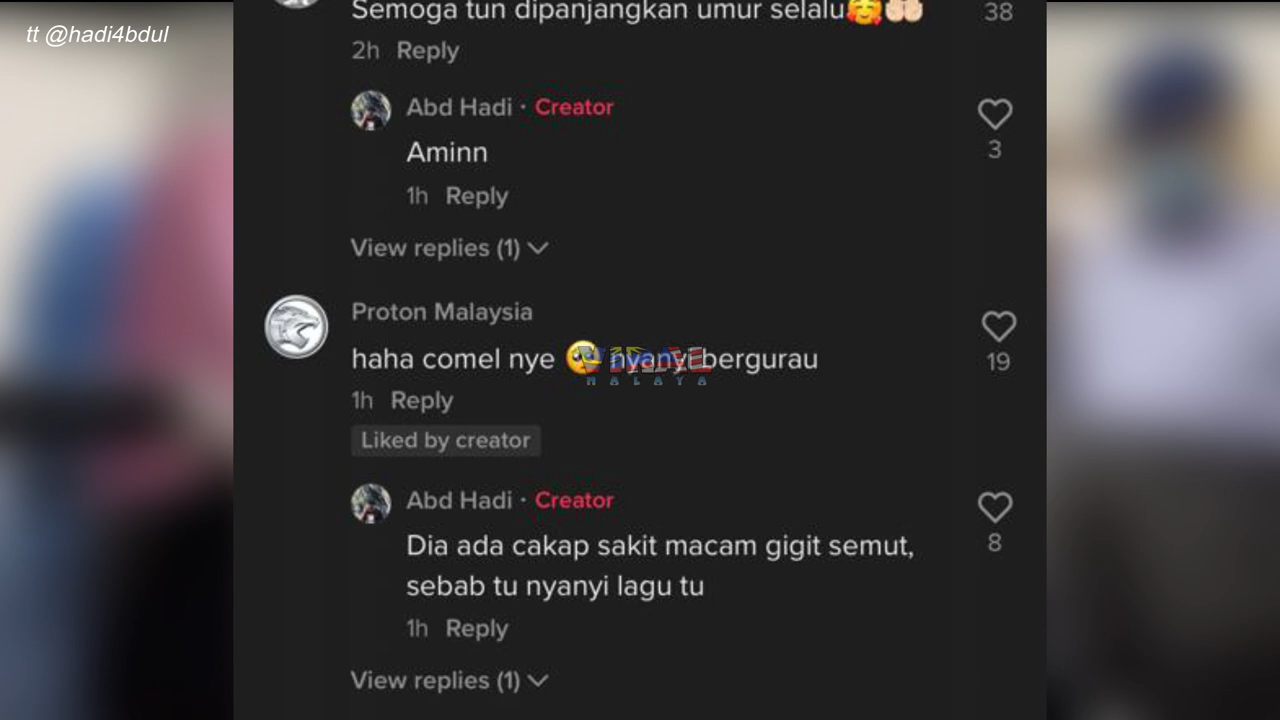 tt @hadi4bdul
Semoga tun dipanjangkan umur selalu🥰🤲🏻
38
2h Reply
Abd Hadi · Creator
Aminn
3
1h Reply
View replies (1)
Proton Malaysia
haha comel nye 🥺 nyanyi bergurau
19
VIRAL
MALAYA
1h Reply
Liked by creator
Abd Hadi · Creator
Dia ada cakap sakit macam gigit semut,
8
sebab tu nyanyi lagu tu
1h Reply
View replies (1)